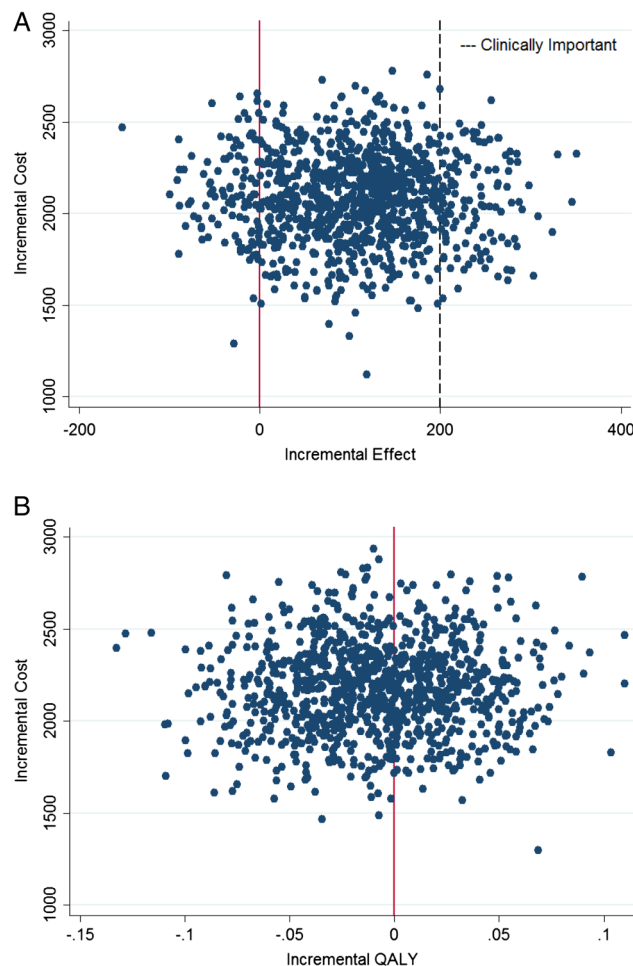 A
--- Clinically Important
3000
2500
2000
1500
1000
Incremental Cost
-200
0
200
400
Incremental Effect
B
3000
2500
2000
1500
1000
Incremental Cost
-.15
-.1
-.05
0
.05
.1
Incremental QALY